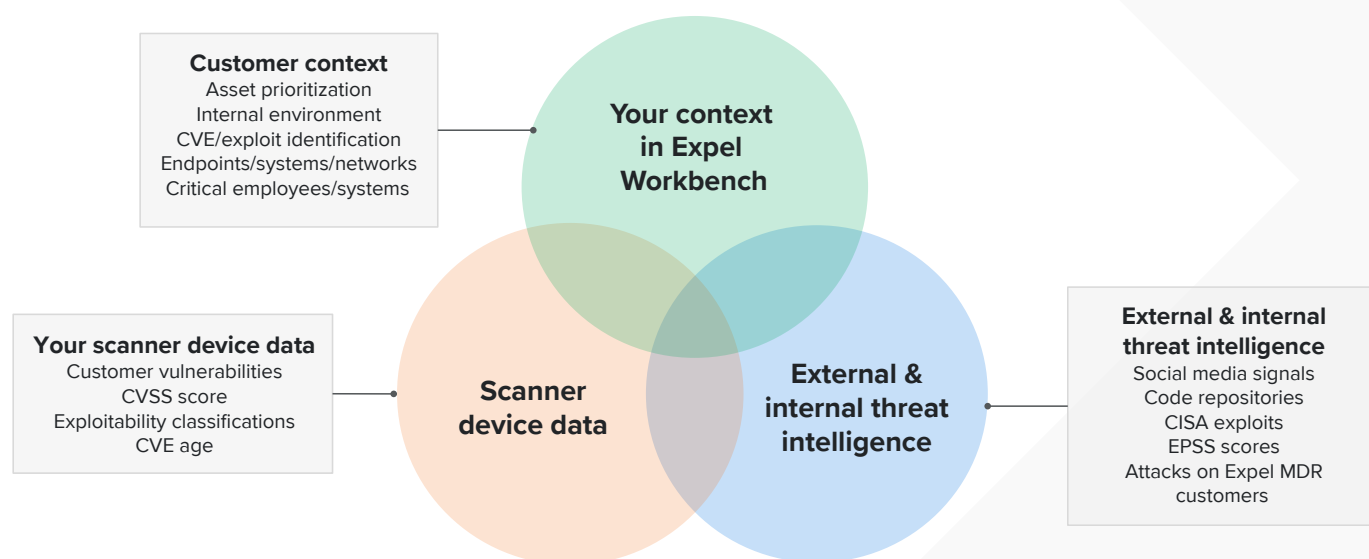 Customer context
Asset prioritization
Internal environment
CVE/exploit identification
Endpoints/systems/networks
Critical employees/systems
Your context
in Expel
Workbench
Your scanner device data
Customer vulnerabilities
CVSS score
Exploitability classifications
CVE age
Scanner
device data
External &
internal threat
intelligence
External & internal
threat intelligence
Social media signals
Code repositories
CISA exploits
EPSS scores
Attacks on Expel MDR
customers